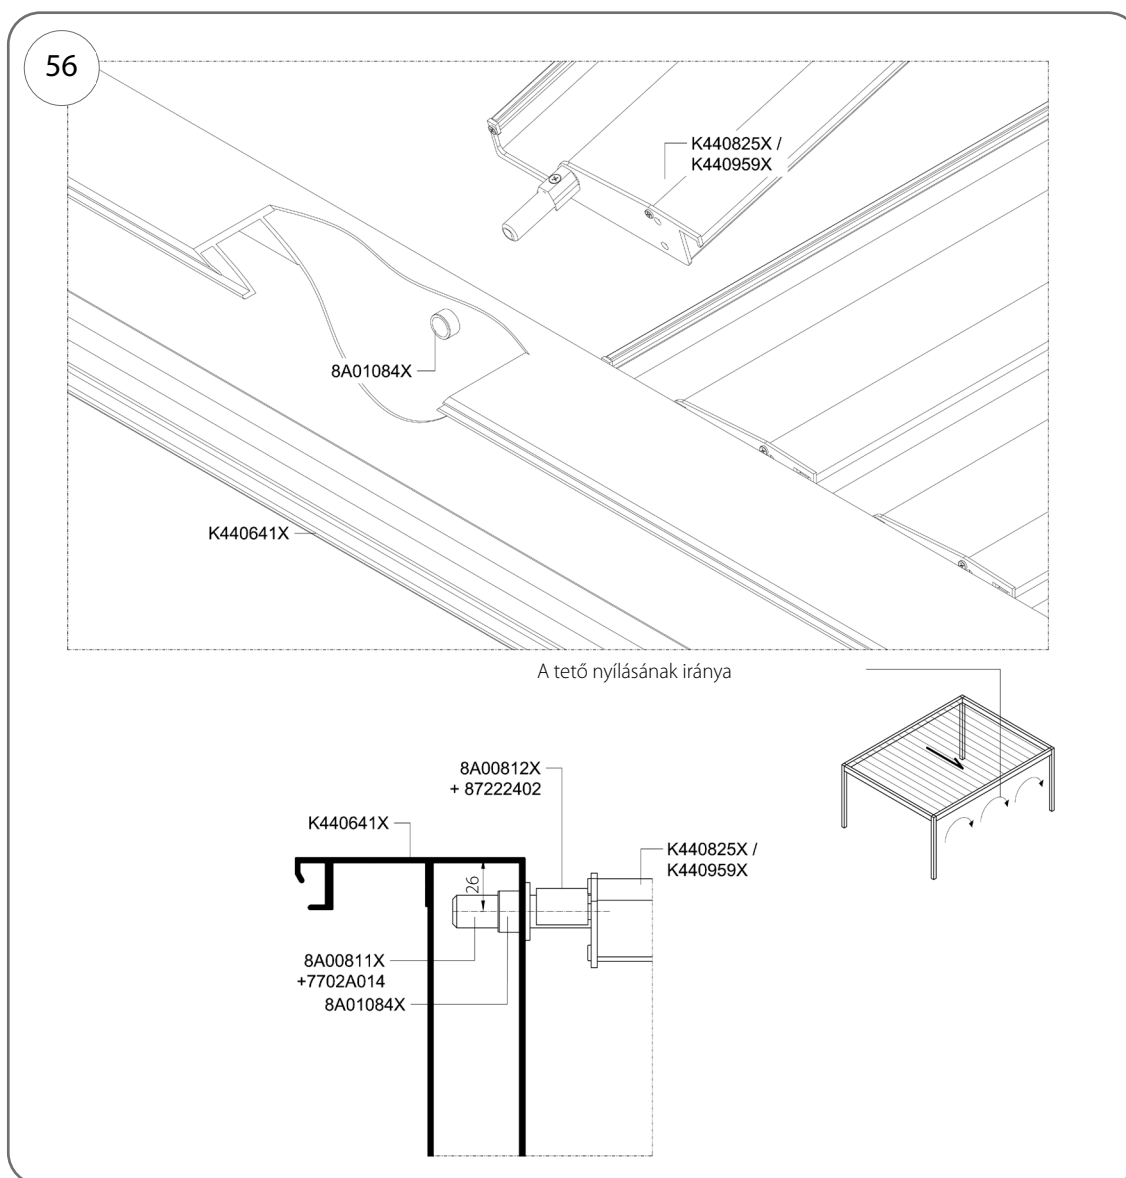 56
K440825X /
K440959X
8A01084X
K440641X
A tető nyílásának iránya
8A00812X
+ 87222402
K440641X
K440825X /
K440959X
26
8A00811X
+7702A014
8A01084X